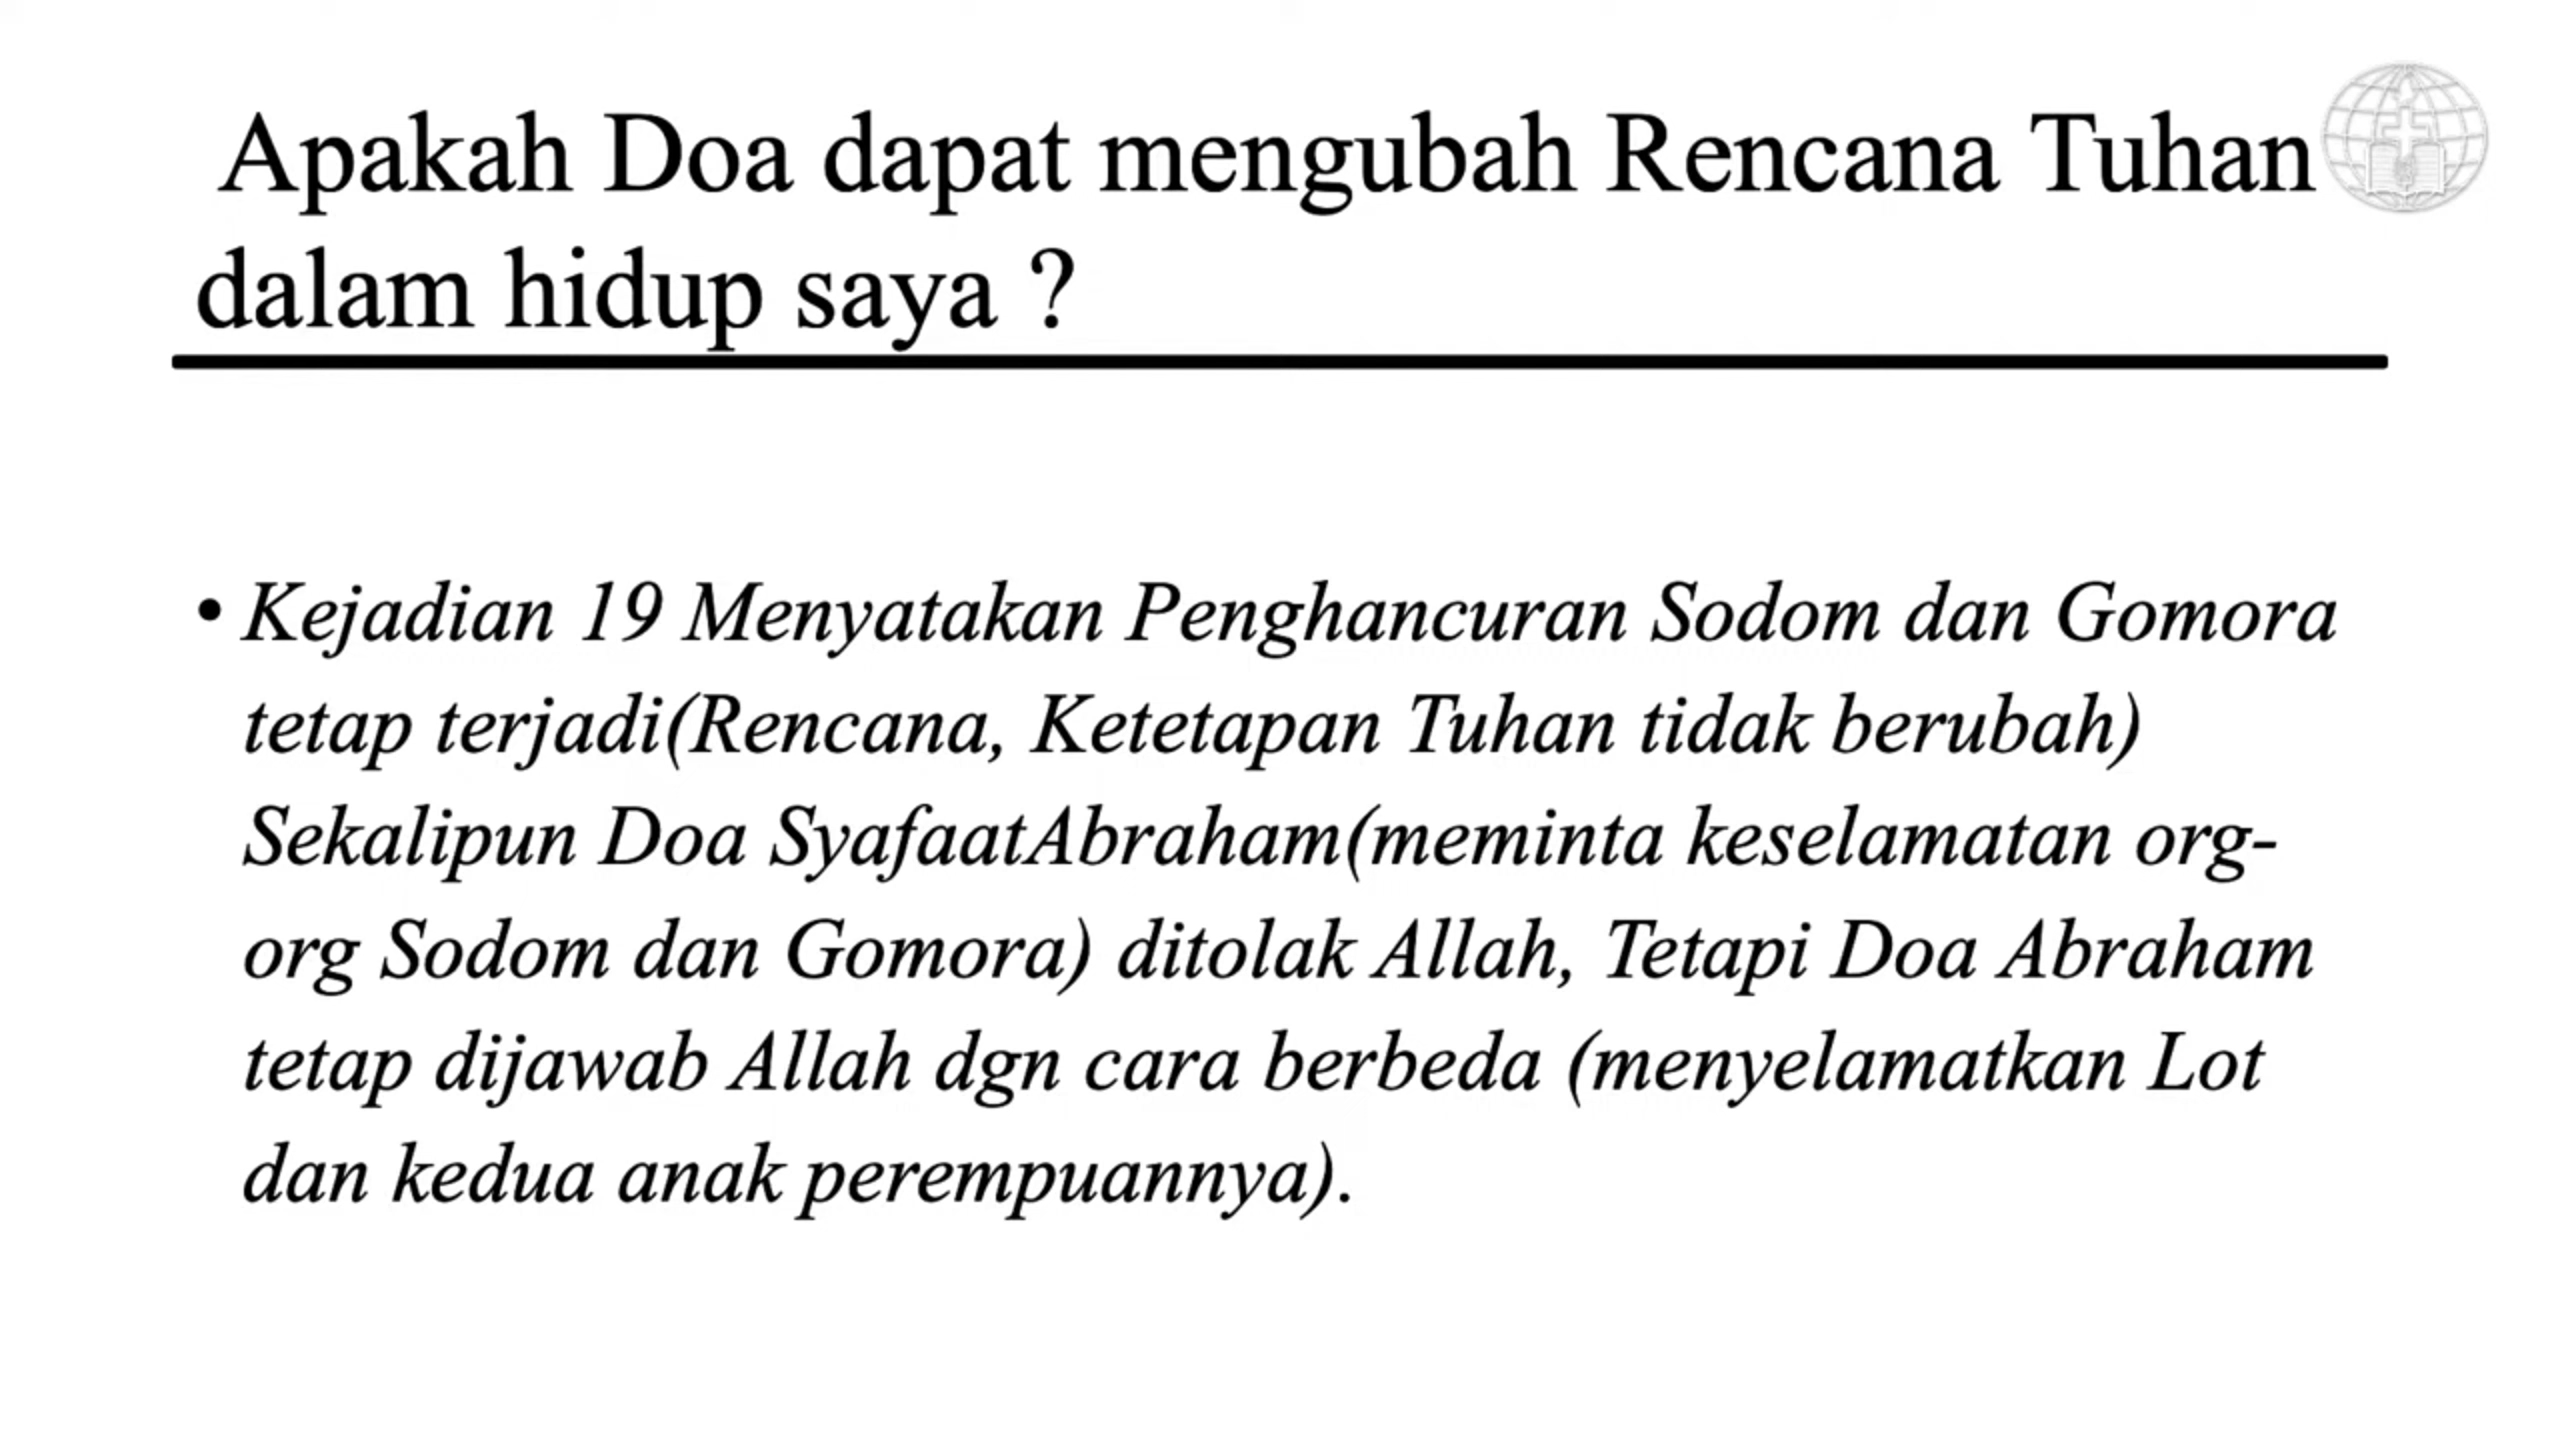 Apakah Doa dapat mengubah Rencana Tuhan
dalam hidup saya ?
• Kejadian 19 Menyatakan Penghancuran Sodom dan Gomora
tetap terjadi(Rencana, Ketetapan Tuhan tidak berubah)
Sekalipun Doa SyafaatAbraham(meminta keselamatan org-
org Sodom dan Gomora) ditolak Allah, Tetapi Doa Abraham
tetap dijawab Allah dgn cara berbeda (menyelamatkan Lot
dan kedua anak perempuannya).